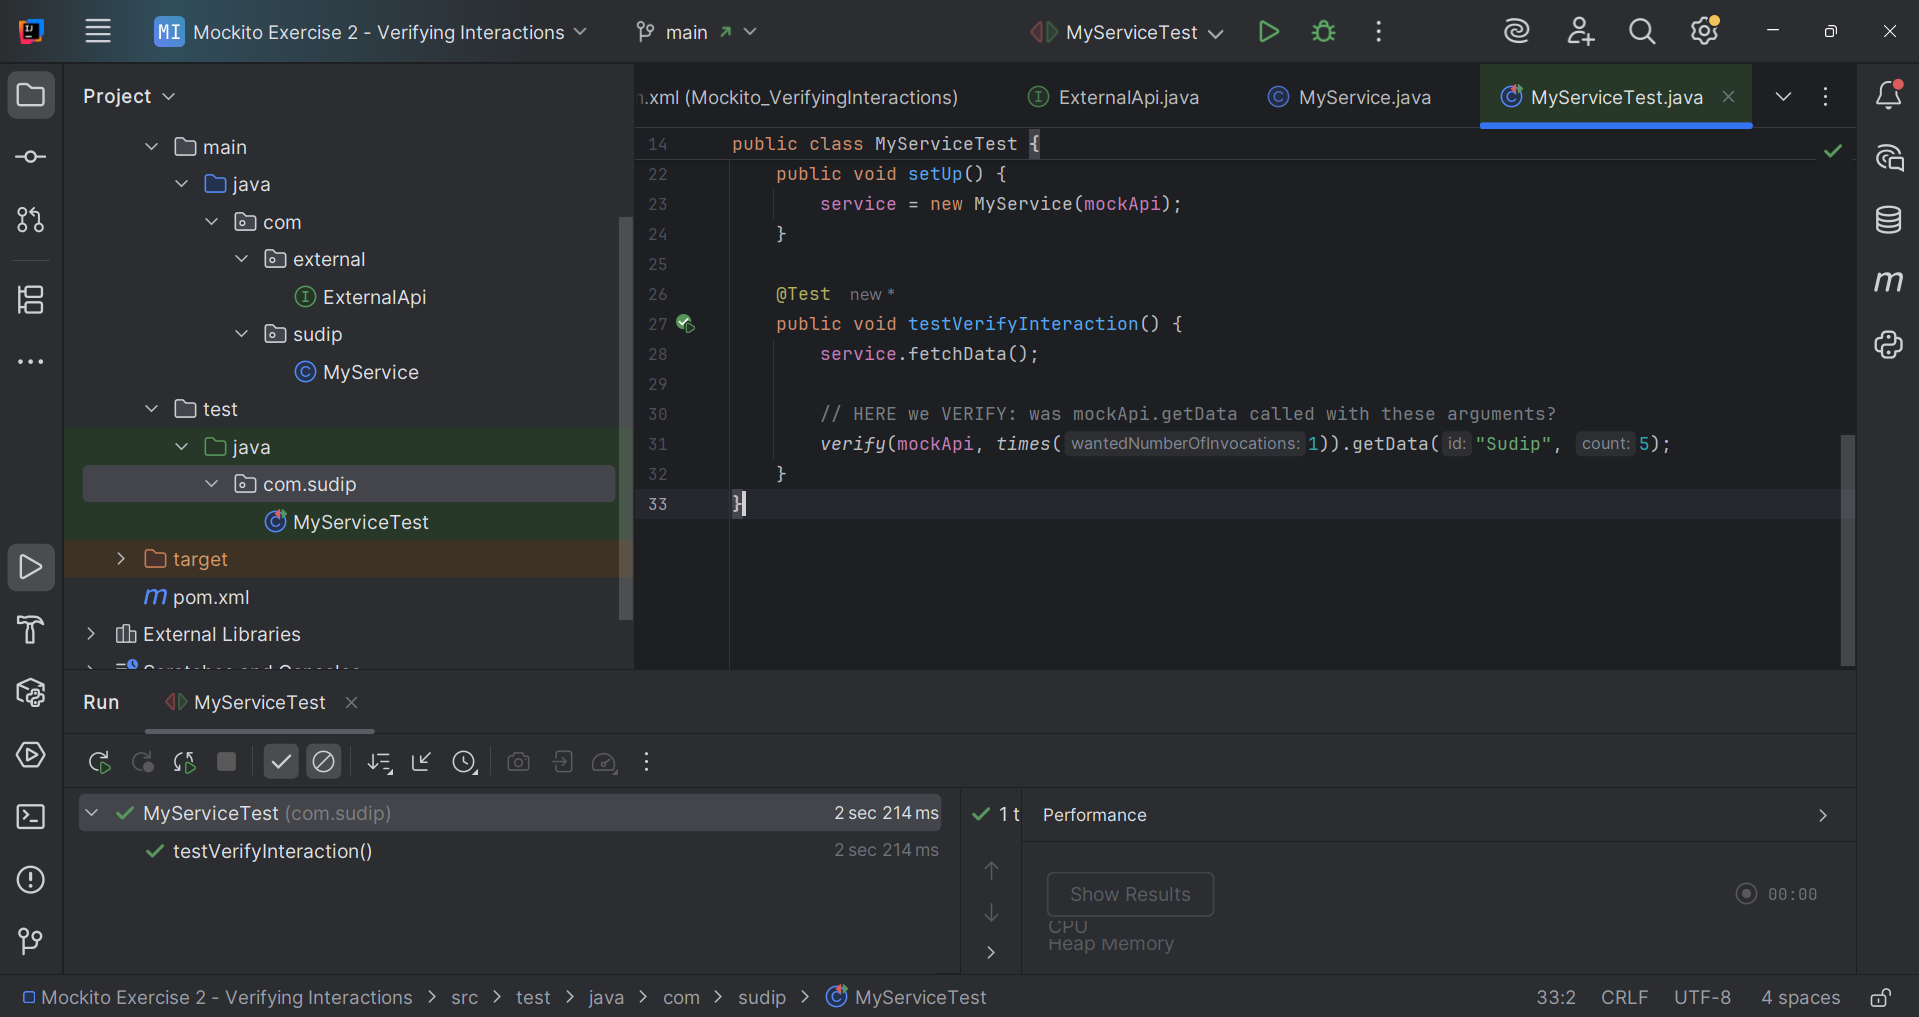 MI Mockito Exercise 2 - Verifying Interactions main MyServiceTest
Project
main
java
com
external
ExternalApi
sudip
MyService
test
java
com.sudip
MyServiceTest
target
pom.xml
External Libraries
Scratches and Consoles
.xml (Mockito_VerifyingInteractions) ExternalApi.java MyService.java MyServiceTest.java
14 public class MyServiceTest {
22 public void setUp() {
23 service = new MyService(mockApi);
24 }
25
26 @Test new *
27 public void testVerifyInteraction() {
28 service.fetchData();
29
30 // HERE we VERIFY: was mockApi.getData called with these arguments?
31 verify(mockApi, times( wantedNumberOfInvocations: 1)).getData( id: "Sudip", count: 5);
32 }
33 }
Run MyServiceTest
MyServiceTest (com.sudip) 2 sec 214 ms
testVerifyInteraction() 2 sec 214 ms
1 t
Performance
Show Results
00:00
CPU
Heap Memory
Mockito Exercise 2 - Verifying Interactions > src > test > java > com > sudip > MyServiceTest 33:2 CRLF UTF-8 4 spaces